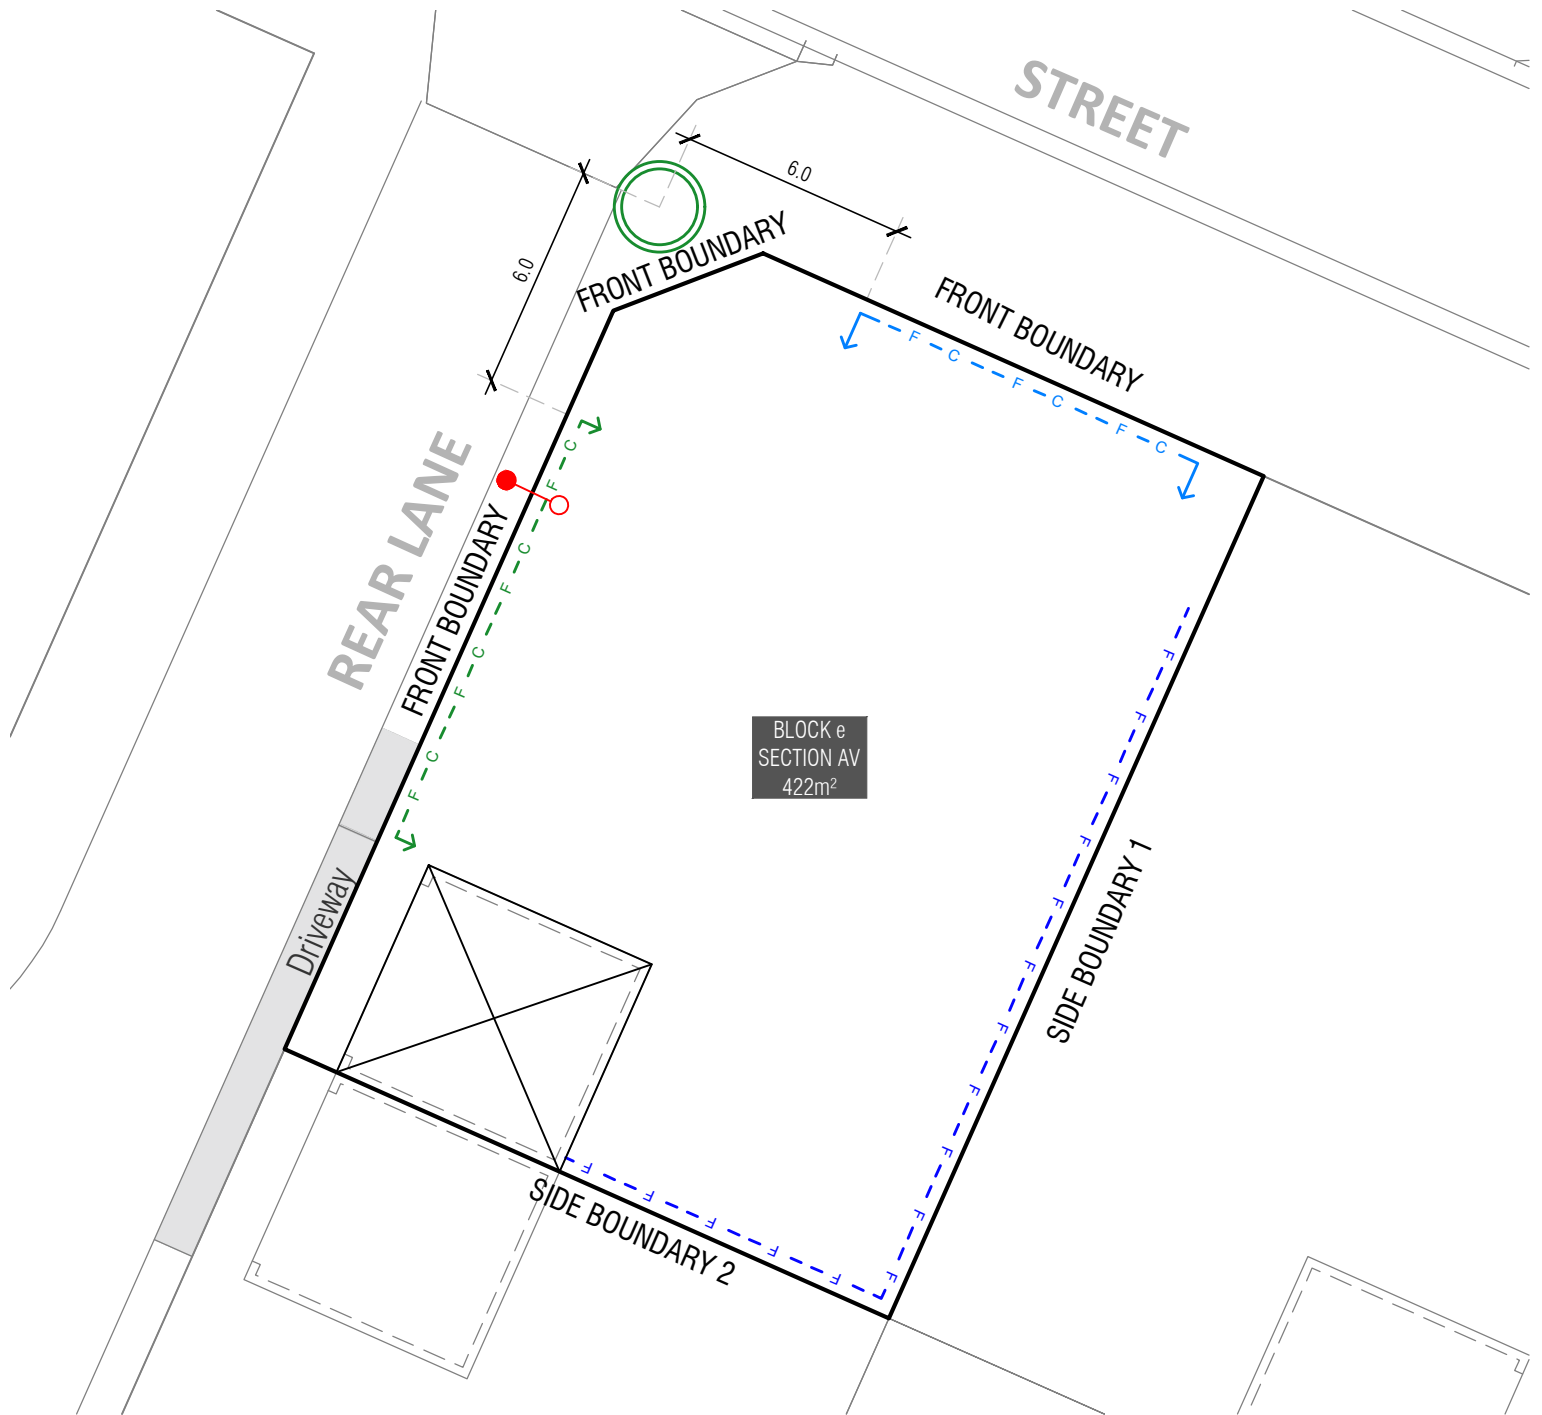 STREET
6.0
6.0
FRONT BOUNDARY
FRONT BOUNDARY
F C F C F C
REAR LANE
FRONT BOUNDARY
C F C F C F C F
BLOCK e
SECTION AV
422m²
F F F F F F F F F F F
SIDE BOUNDARY 1
Driveway
F F F F F
SIDE BOUNDARY 2